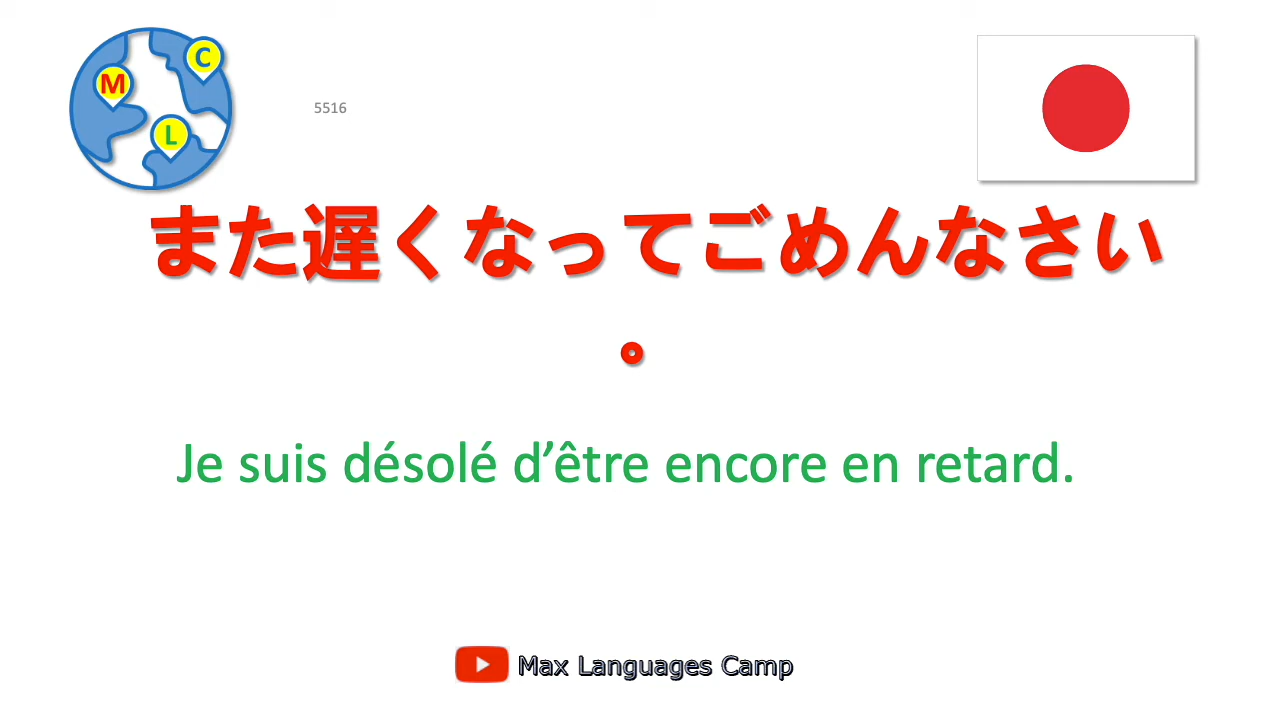 C
M
L
5516
また遅くなってごめんなさい
。
Je suis désolé d’être encore en retard.
Max Languages Camp